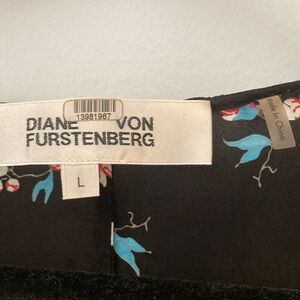 13981967
DIANE VON
FURSTENBERG
L
Made in China